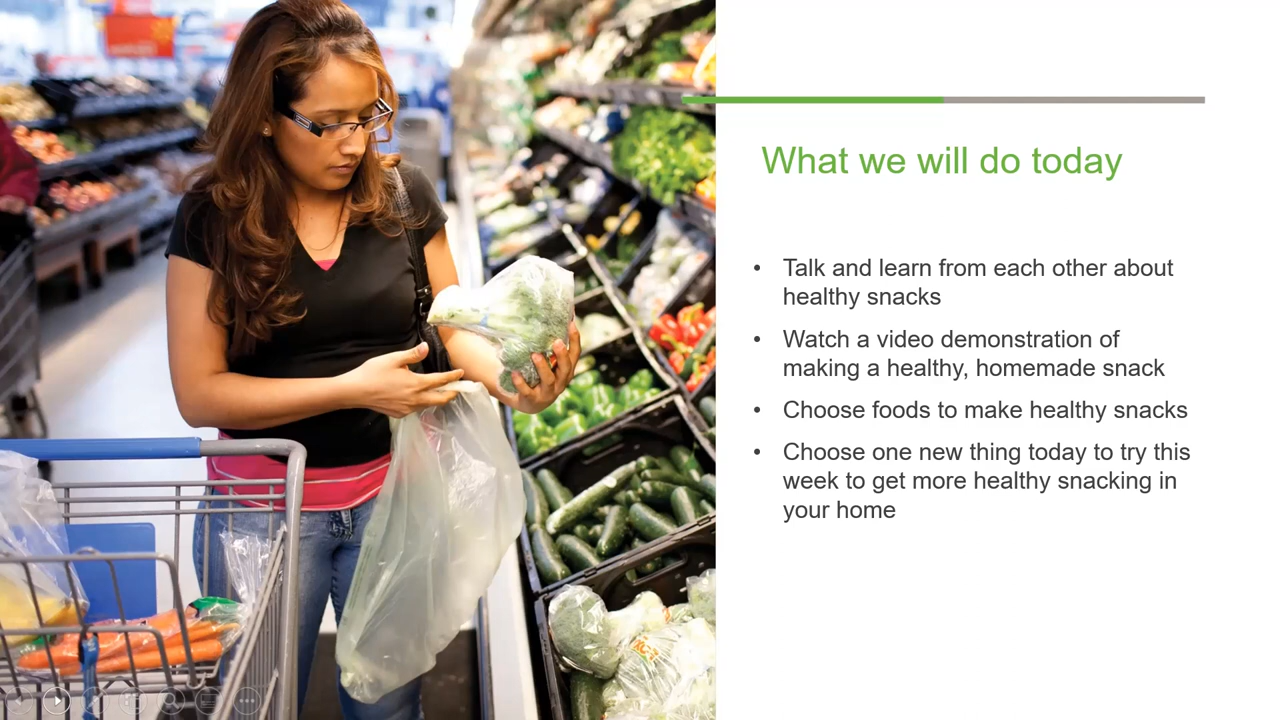 What we will do today
• Talk and learn from each other about
healthy snacks
• Watch a video demonstration of
making a healthy, homemade snack
• Choose foods to make healthy snacks
• Choose one new thing today to try this
week to get more healthy snacking in
your home